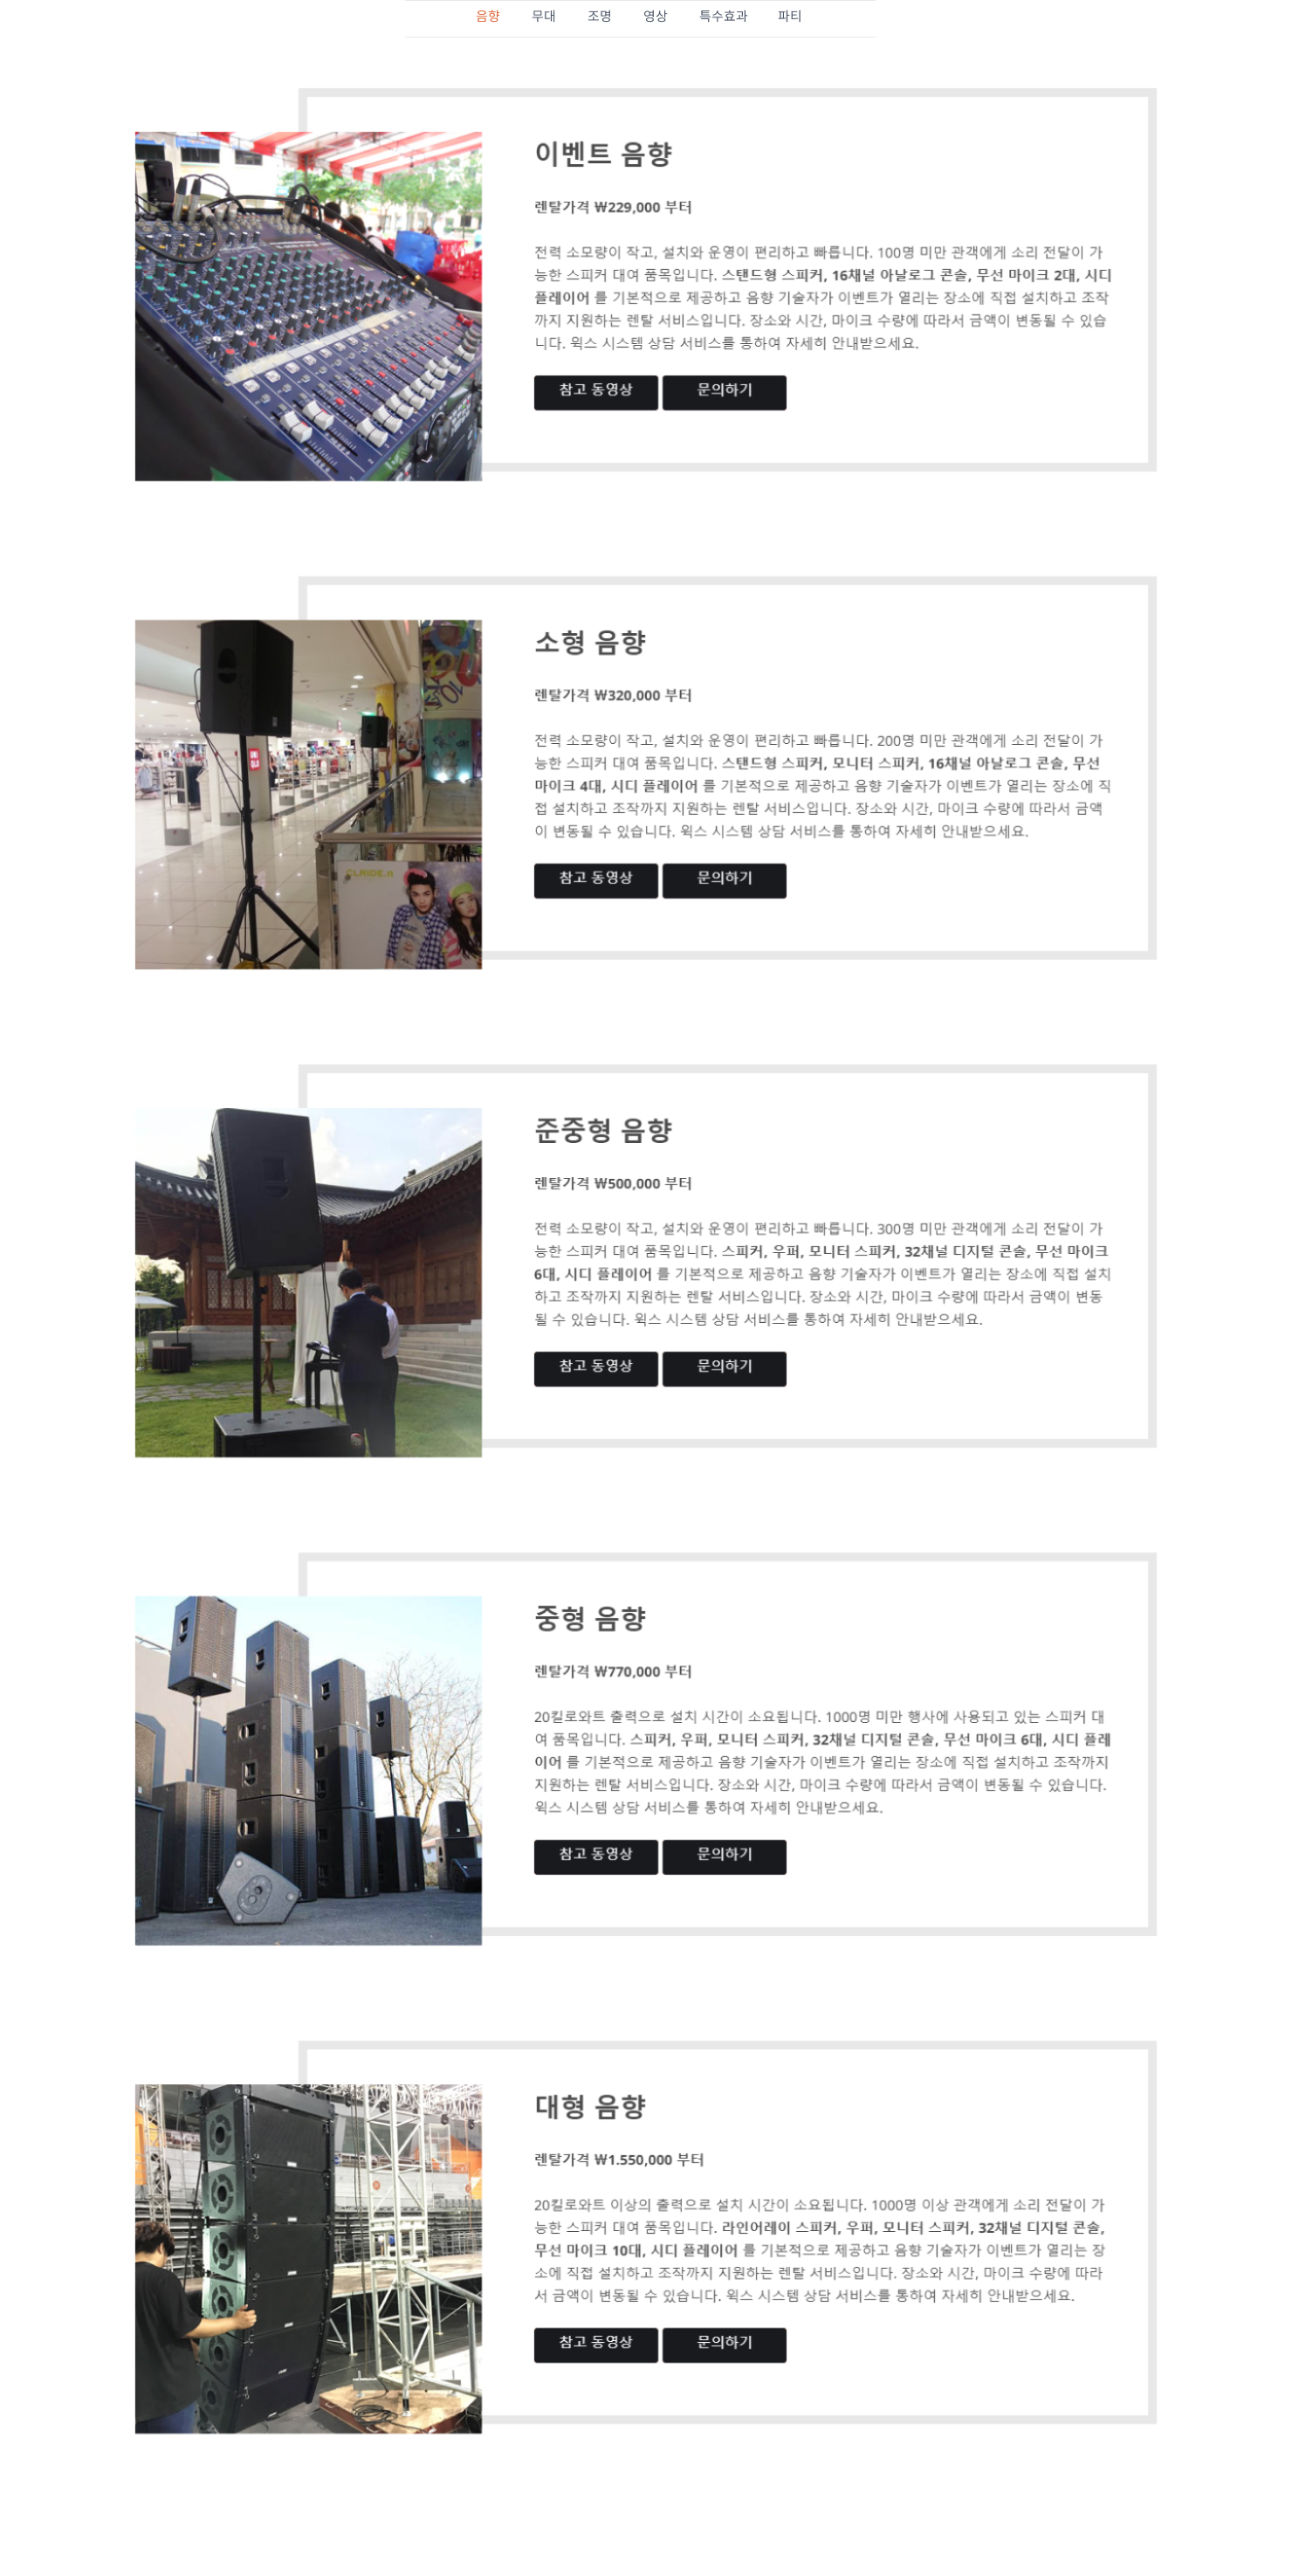 음향 무대 조명 영상 특수효과 파티
이벤트 음향
렌탈가격 ₩229,000 부터
전력 소모량이 작고, 설치와 운영이 편리하고 빠릅니다. 100명 미만 관객에게 소리 전달이 가
능한 스피커 대여 품목입니다. 스탠드형 스피커, 16채널 아날로그 콘솔, 무선 마이크 2대, 시디
플레이어 를 기본적으로 제공하고 음향 기술자가 이벤트가 열리는 장소에 직접 설치하고 조작
까지 지원하는 렌탈 서비스입니다. 장소와 시간, 마이크 수량에 따라서 금액이 변동될 수 있습
니다. 윅스 시스템 상담 서비스를 통하여 자세히 안내받으세요.
참고 동영상 문의하기
소형 음향
렌탈가격 ₩320,000 부터
전력 소모량이 작고, 설치와 운영이 편리하고 빠릅니다. 200명 미만 관객에게 소리 전달이 가
능한 스피커 대여 품목입니다. 스탠드형 스피커, 모니터 스피커, 16채널 아날로그 콘솔, 무선
마이크 4대, 시디 플레이어 를 기본적으로 제공하고 음향 기술자가 이벤트가 열리는 장소에 직
접 설치하고 조작까지 지원하는 렌탈 서비스입니다. 장소와 시간, 마이크 수량에 따라서 금액
이 변동될 수 있습니다. 윅스 시스템 상담 서비스를 통하여 자세히 안내받으세요.
UNI
QLO
CLRIDE.n
참고 동영상 문의하기
준중형 음향
렌탈가격 ₩500,000 부터
전력 소모량이 작고, 설치와 운영이 편리하고 빠릅니다. 300명 미만 관객에게 소리 전달이 가
능한 스피커 대여 품목입니다. 스피커, 우퍼, 모니터 스피커, 32채널 디지털 콘솔, 무선 마이크
6대, 시디 플레이어 를 기본적으로 제공하고 음향 기술자가 이벤트가 열리는 장소에 직접 설치
하고 조작까지 지원하는 렌탈 서비스입니다. 장소와 시간, 마이크 수량에 따라서 금액이 변동
될 수 있습니다. 윅스 시스템 상담 서비스를 통하여 자세히 안내받으세요.
참고 동영상 문의하기
중형 음향
렌탈가격 ₩770,000 부터
20킬로와트 출력으로 설치 시간이 소요됩니다. 1000명 미만 행사에 사용되고 있는 스피커 대
여 품목입니다. 스피커, 우퍼, 모니터 스피커, 32채널 디지털 콘솔, 무선 마이크 6대, 시디 플레
이어 를 기본적으로 제공하고 음향 기술자가 이벤트가 열리는 장소에 직접 설치하고 조작까지
지원하는 렌탈 서비스입니다. 장소와 시간, 마이크 수량에 따라서 금액이 변동될 수 있습니다.
윅스 시스템 상담 서비스를 통하여 자세히 안내받으세요.
참고 동영상 문의하기
대형 음향
렌탈가격 ₩1.550,000 부터
20킬로와트 이상의 출력으로 설치 시간이 소요됩니다. 1000명 이상 관객에게 소리 전달이 가
능한 스피커 대여 품목입니다. 라인어레이 스피커, 우퍼, 모니터 스피커, 32채널 디지털 콘솔,
무선 마이크 10대, 시디 플레이어 를 기본적으로 제공하고 음향 기술자가 이벤트가 열리는 장
소에 직접 설치하고 조작까지 지원하는 렌탈 서비스입니다. 장소와 시간, 마이크 수량에 따라
서 금액이 변동될 수 있습니다. 윅스 시스템 상담 서비스를 통하여 자세히 안내받으세요.
참고 동영상 문의하기